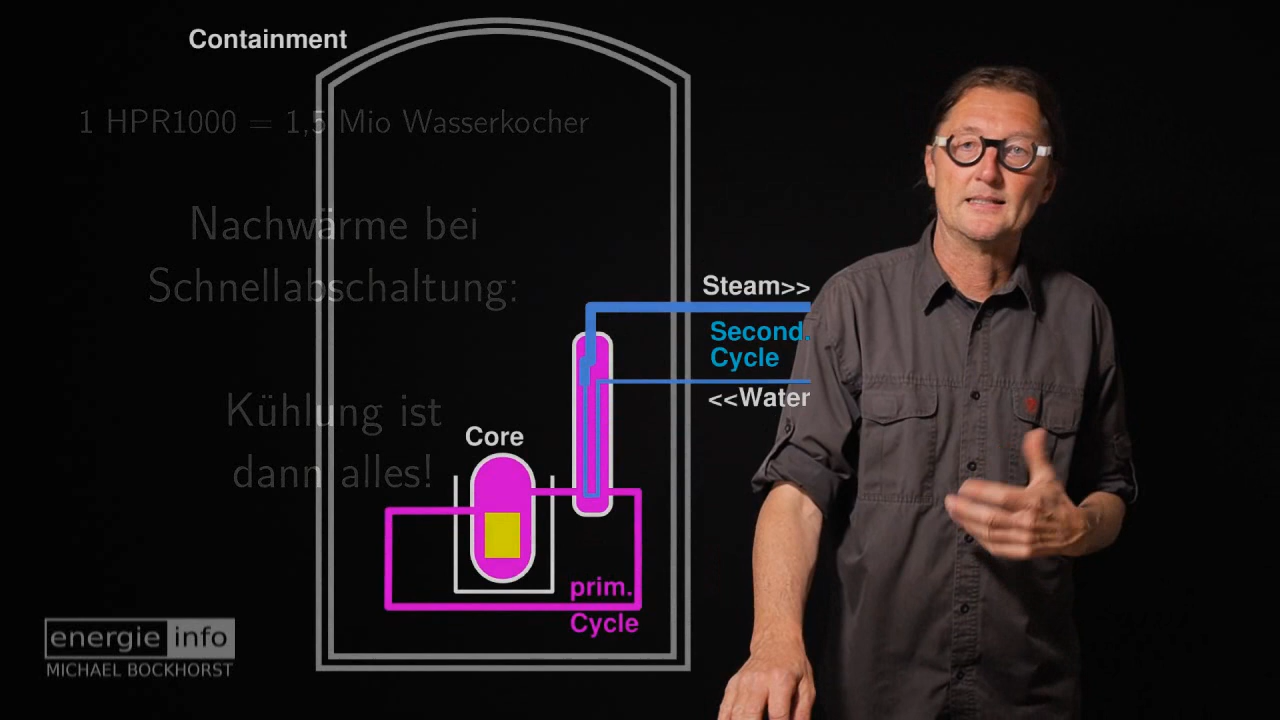 Containment
1 HPR1000 = 1,5 Mio Wasserkocher
Nachwärme bei
Schnellabschaltung:
Steam>>
Second.
Cycle
<<Water
Kühlung ist
Core
dann alles!
prim.
Cycle
energie info
MICHAEL BOCKHORST